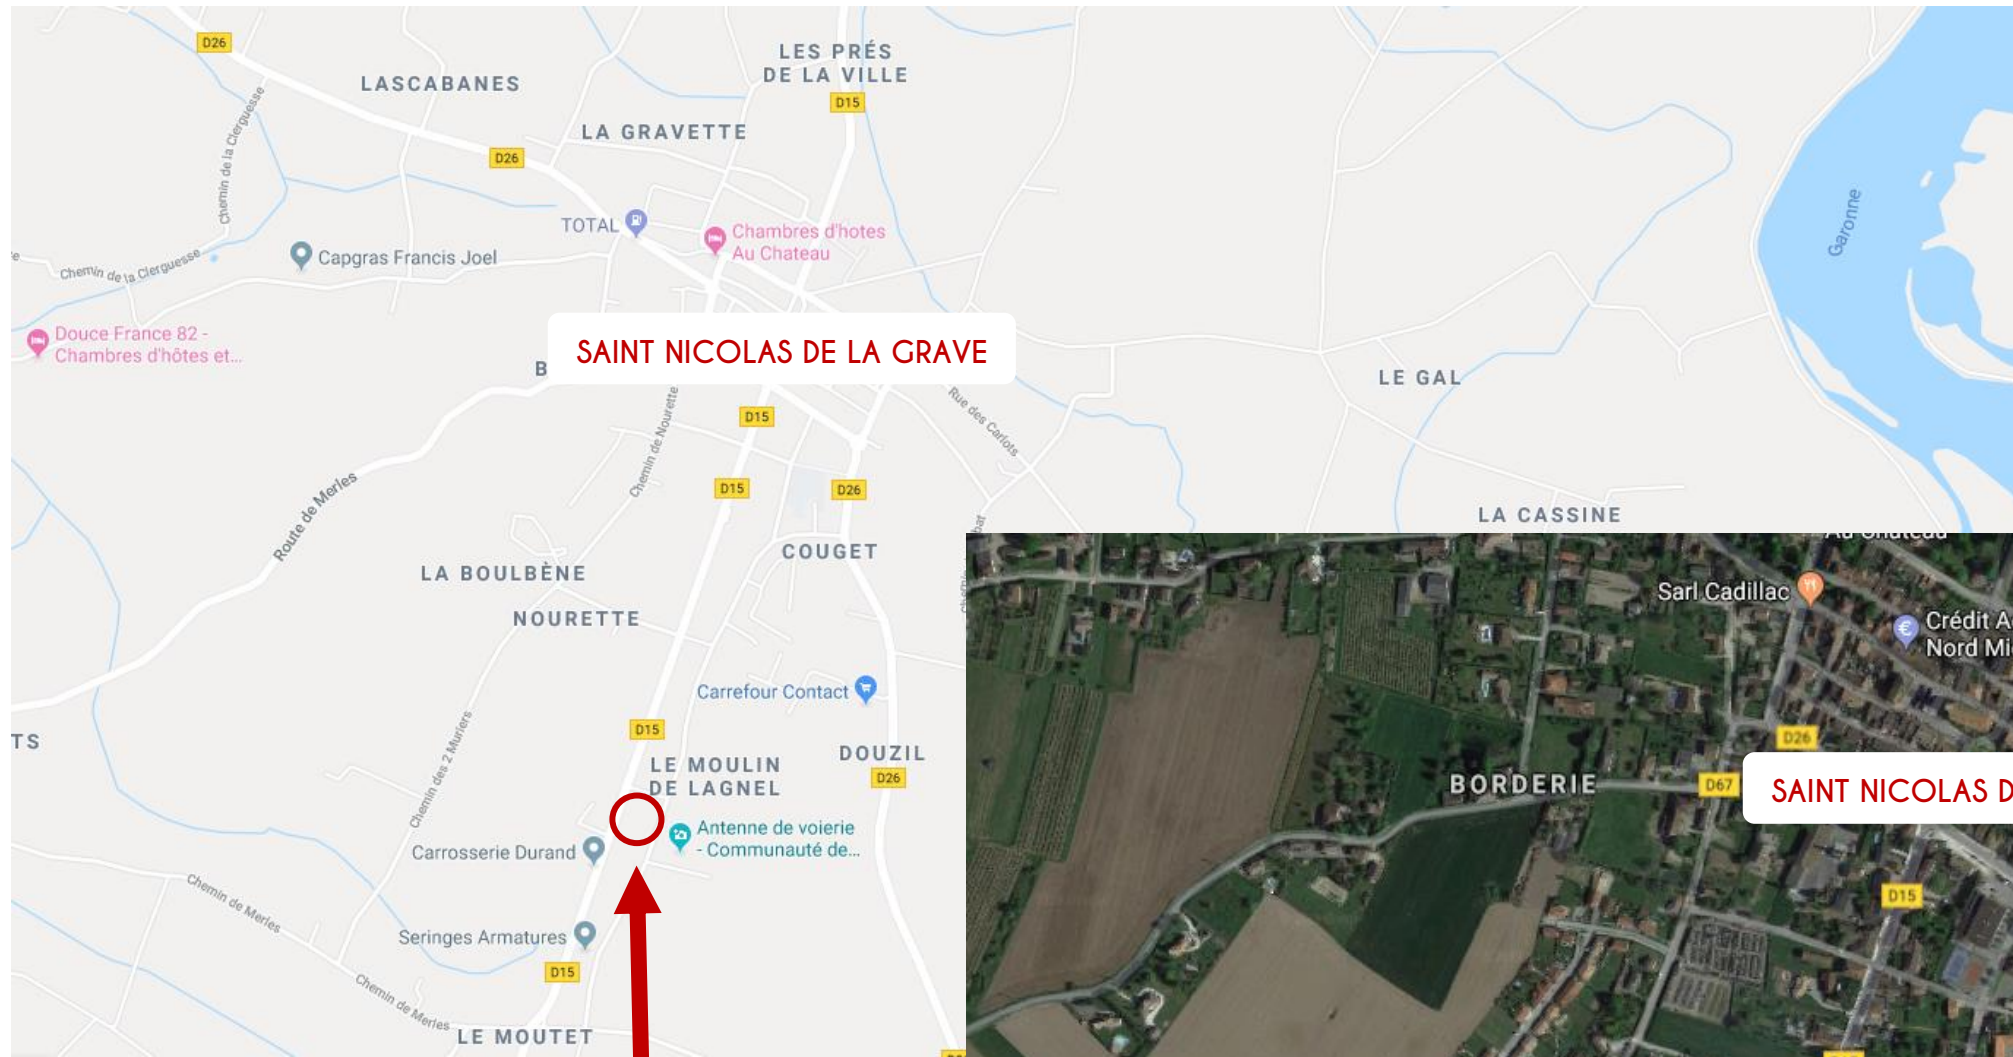 D26
LES PRÉS
DE LA VILLE
LASCABANES
D15
LA GRAVETTE
D26
Chemin de la Clerguesse
Garonne
TOTAL
Chambres d'hotes
Au Chateau
Capgras Francis Joel
Chemin de la Clerguesse
Douce France 82 -
Chambres d'hôtes et...
SAINT NICOLAS DE LA GRAVE
B
LE GAL
D15
Rue des Carlots
Chemin de Nourette
D15
D26
Route de Merles
LA CASSINE
COUGET
LA BOULBÈNE
NOURETTE
Carrefour Contact
D15
TS
Chemin des 2 Muriers
LE MOULIN
DE LAGNEL
DOUZIL
D26
Antenne de voierie
- Communauté de...
Carrosserie Durand
Chemin de Merles
Seringes Armatures
D15
Chemin de Merles
LE MOUTET
Au Chateau
Sarl Cadillac
Crédit A
Nord Mi
D26
BORDERIE
D67
SAINT NICOLAS D
D15